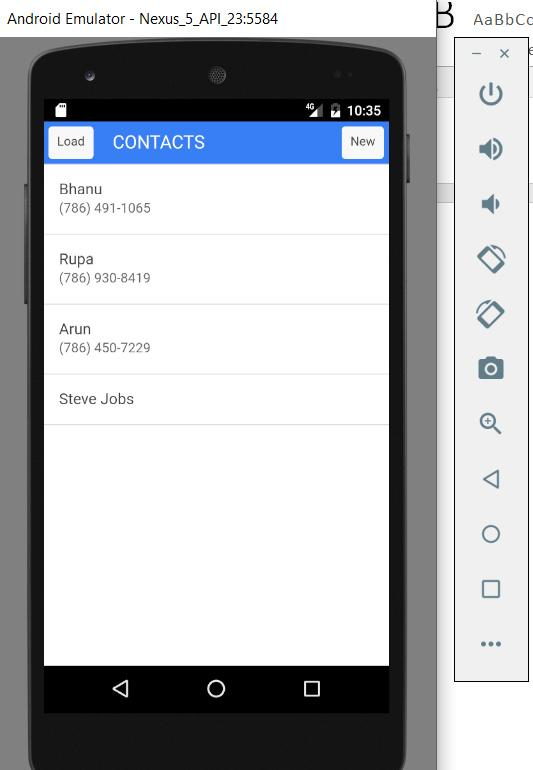 Android Emulator - Nexus_5_API_23:5584
AaBbCc
4G 10:35
Load CONTACTS New
Bhanu
(786) 491-1065
Rupa
(786) 930-8419
Arun
(786) 450-7229
Steve Jobs